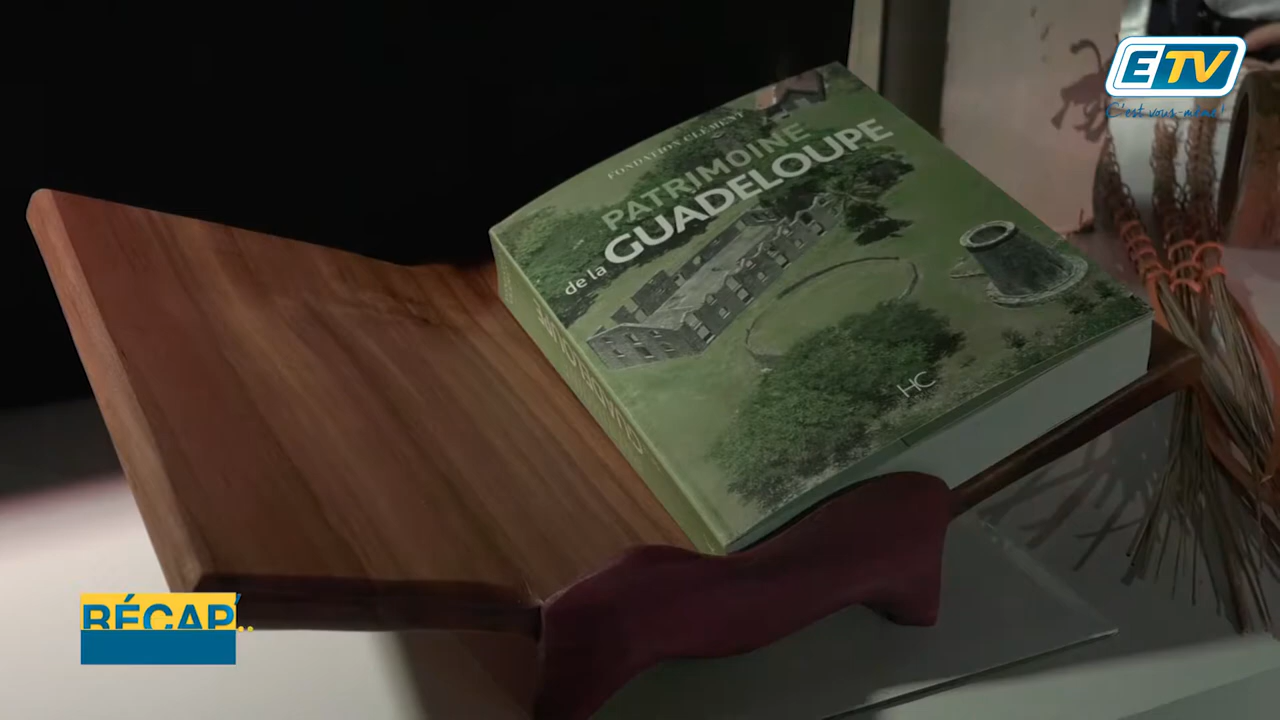 ETV
C'est vous-même !
FONDATION CLÉMENT
PATRIMOINE
de la GUADELOUPE
HC
RÉCAP'..